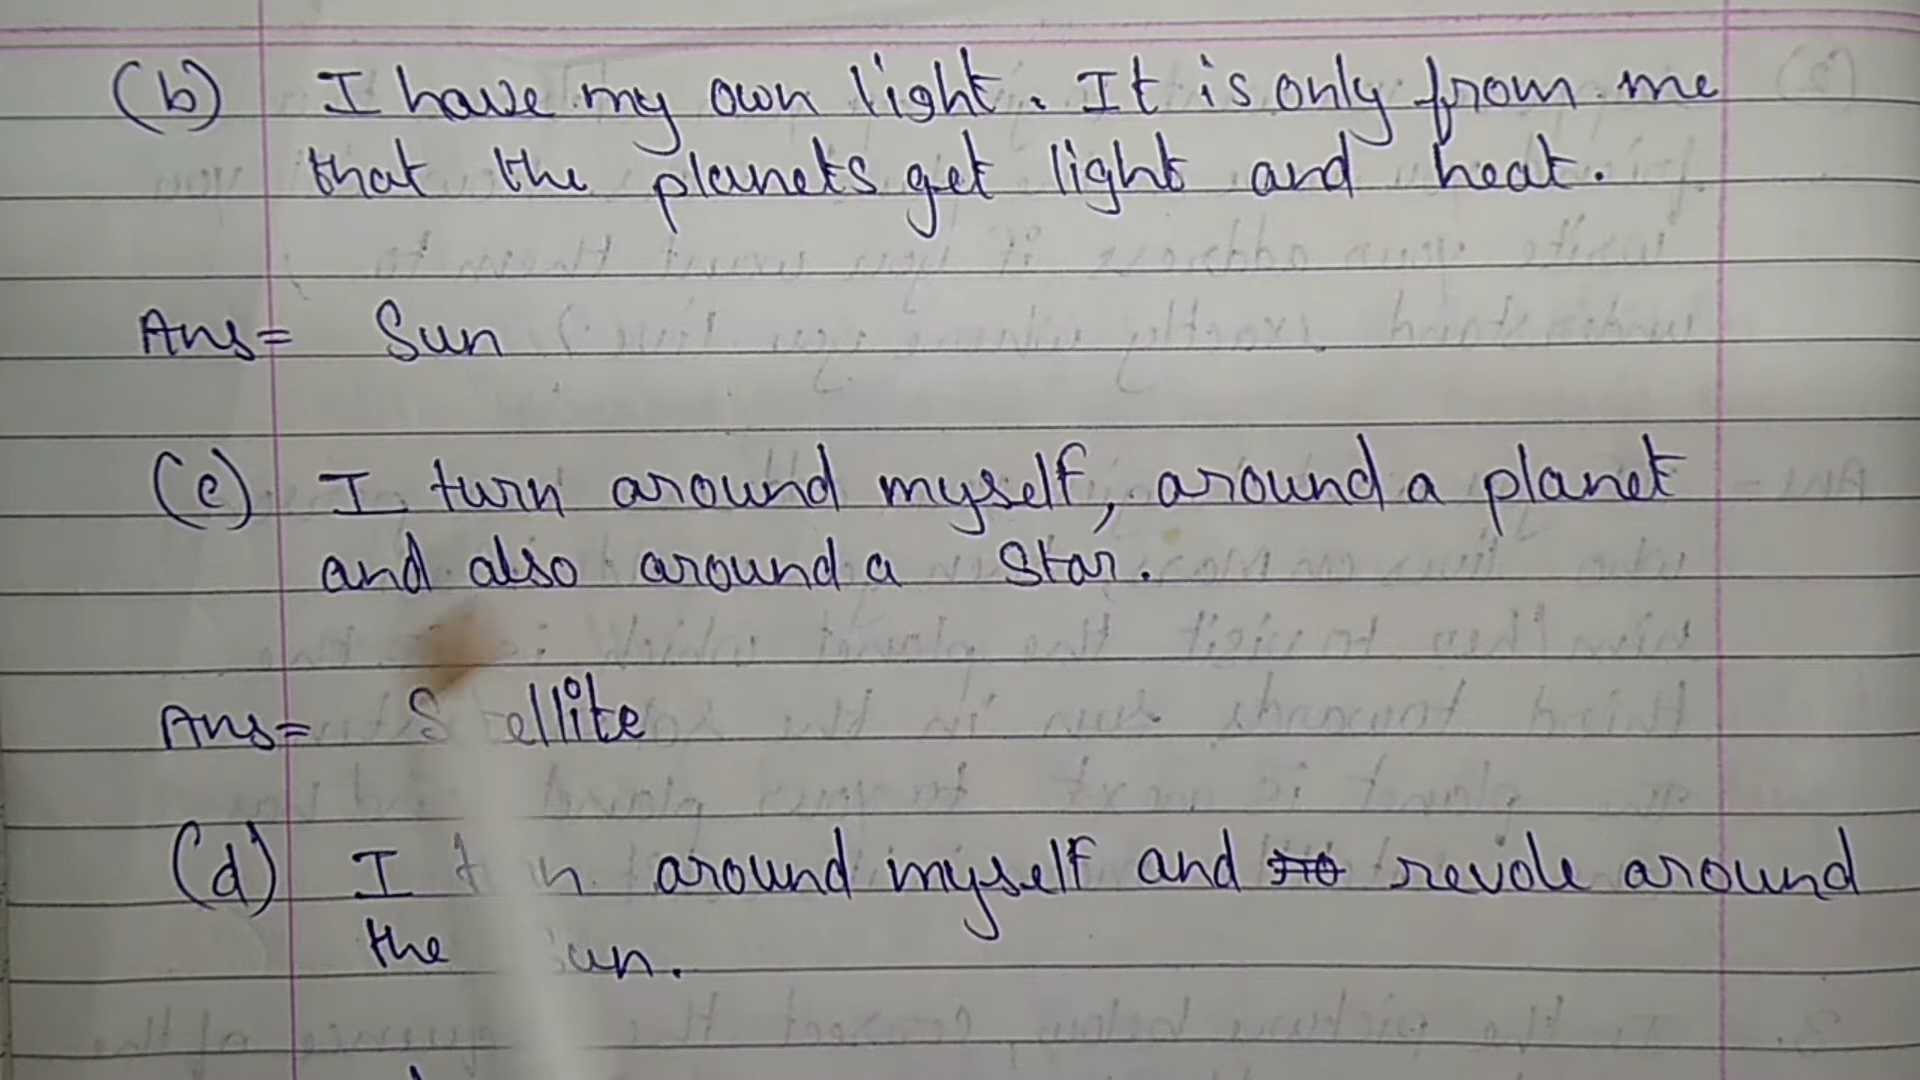 (b) I have my own light. It is only from me
that the planets get light and heat.
Ans= Sun
(c) I turn around myself, around a planet
and also around a star.
Ans= S ellite
(d) I around myself and revole around
the un.